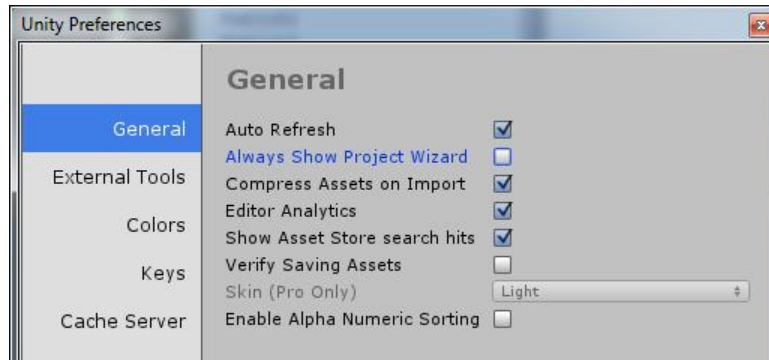 Unity Preferences
General
General
External Tools
Colors
Keys
Cache Server
Auto Refresh
Always Show Project Wizard
Compress Assets on Import
Editor Analytics
Show Asset Store search hits
Verify Saving Assets
Skin (Pro Only) Light
Enable Alpha Numeric Sorting